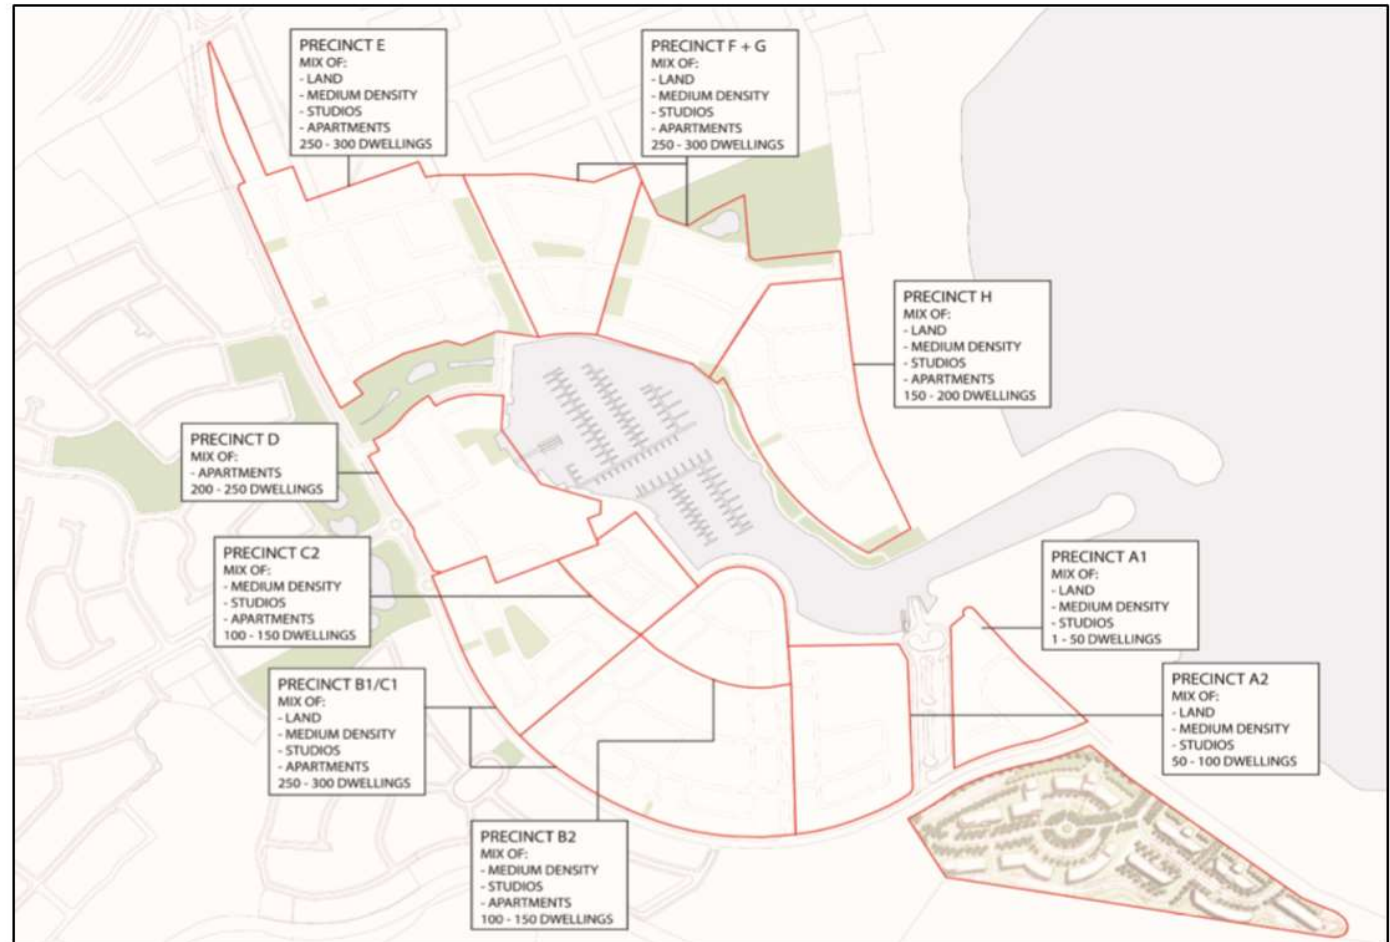 PRECINCT E
MIX OF:
- LAND
- MEDIUM DENSITY
- STUDIOS
- APARTMENTS
250 - 300 DWELLINGS
PRECINCT F + G
MIX OF:
- LAND
- MEDIUM DENSITY
- STUDIOS
- APARTMENTS
250 - 300 DWELLINGS
PRECINCT H
MIX OF:
- LAND
- MEDIUM DENSITY
- STUDIOS
- APARTMENTS
150 - 200 DWELLINGS
PRECINCT D
MIX OF:
- APARTMENTS
200 - 250 DWELLINGS
PRECINCT C2
MIX OF:
- MEDIUM DENSITY
- STUDIOS
- APARTMENTS
100 - 150 DWELLINGS
PRECINCT A1
MIX OF:
- LAND
- MEDIUM DENSITY
- STUDIOS
1 - 50 DWELLINGS
PRECINCT B1/C1
MIX OF:
- LAND
- MEDIUM DENSITY
- STUDIOS
- APARTMENTS
250 - 300 DWELLINGS
PRECINCT A2
MIX OF:
- LAND
- MEDIUM DENSITY
- STUDIOS
50 - 100 DWELLINGS
PRECINCT B2
MIX OF:
- MEDIUM DENSITY
- STUDIOS
- APARTMENTS
100 - 150 DWELLINGS